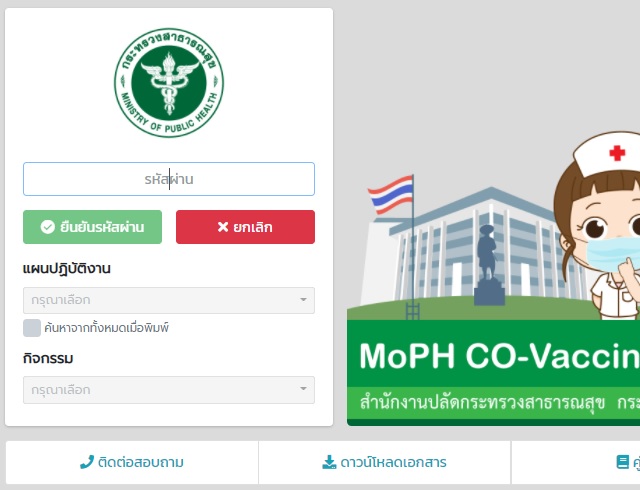 กระทรวงสาธารณสุข
MINISTRY OF PUBLIC HEALTH
รหัสผ่าน
ยืนยันรหัสผ่าน
ยกเลิก
แผนปฏิบัติงาน
กรุณาเลือก
ค้นหาจากทั้งหมดเมื่อพิมพ์
กิจกรรม
กรุณาเลือก
MoPH CO-Vaccin
สำนักงานปลัดกระทรวงสาธารณสุข กระ
ติดต่อสอบถาม
ดาวน์โหลดเอกสาร